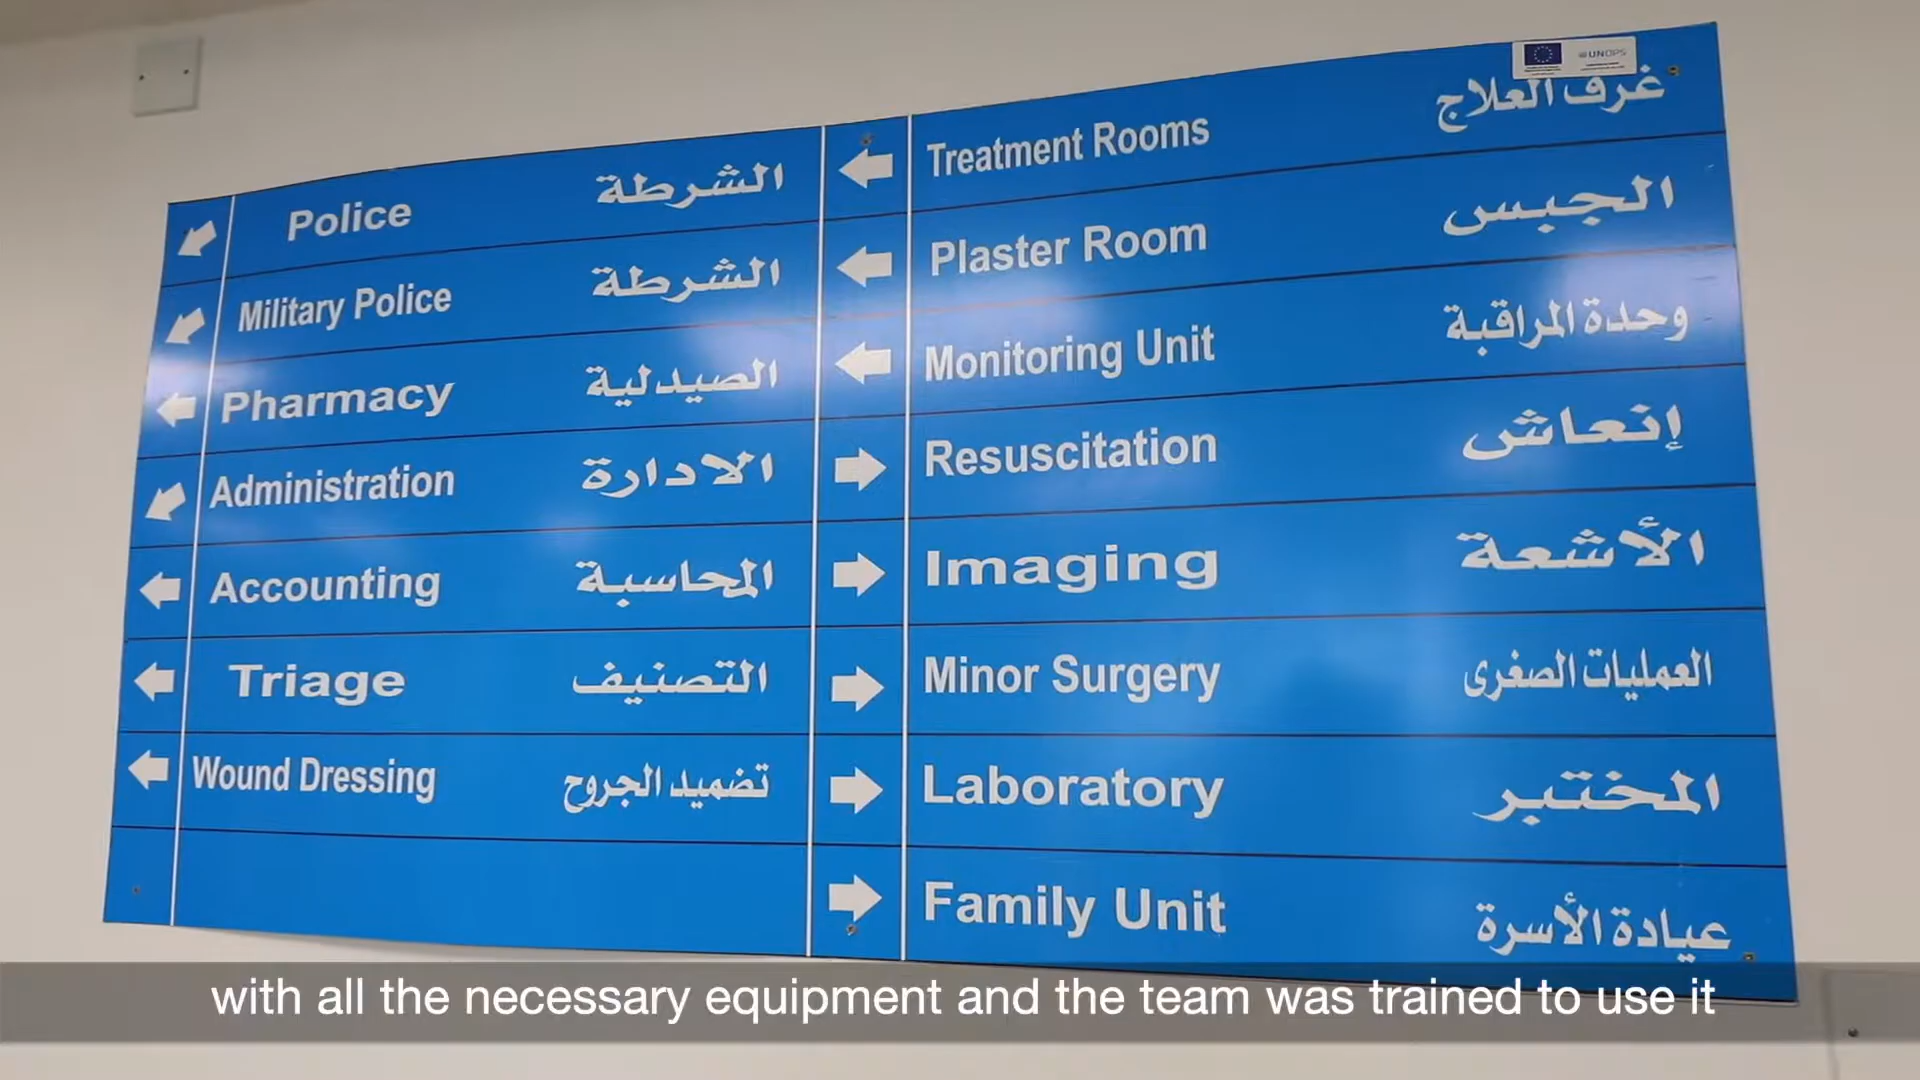 UNOPS
Police الشرطة
Military Police الشرطة
Pharmacy الصيدلية
Administration الادارة
Accounting المحاسبة
Triage التصنيف
Wound Dressing تضميد الجروح
Treatment Rooms غرف العلاج
Plaster Room الجبس
Monitoring Unit وحدة المراقبة
Resuscitation إنعاش
Imaging الأشعة
Minor Surgery العمليات الصغرى
Laboratory المختبر
Family Unit عيادة الأسرة
with all the necessary equipment and the team was trained to use it